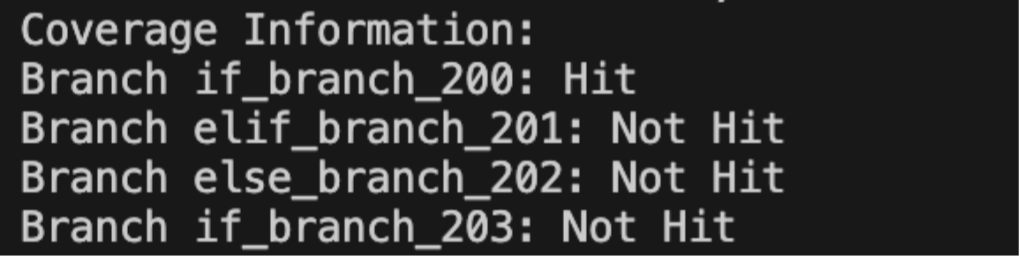 Coverage Information:
Branch if_branch_200: Hit
Branch elif_branch_201: Not Hit
Branch else_branch_202: Not Hit
Branch if_branch_203: Not Hit